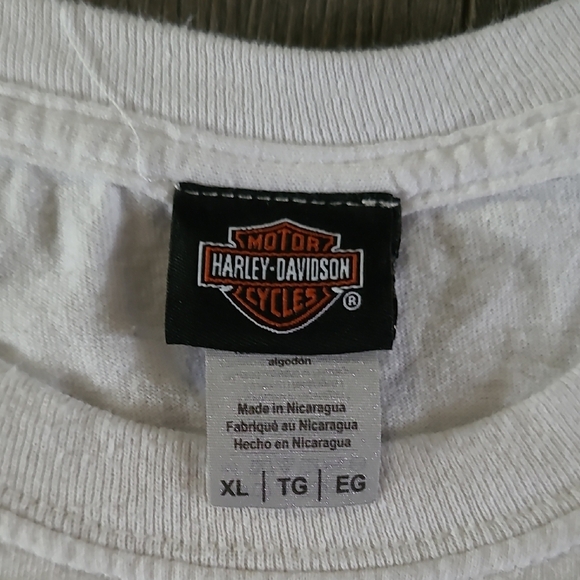 MOTOR
HARLEY-DAVIDSON
CYCLES ®
algodón
Made in Nicaragua
Fabriqué au Nicaragua
Hecho en Nicaragua
XL | TG | EG